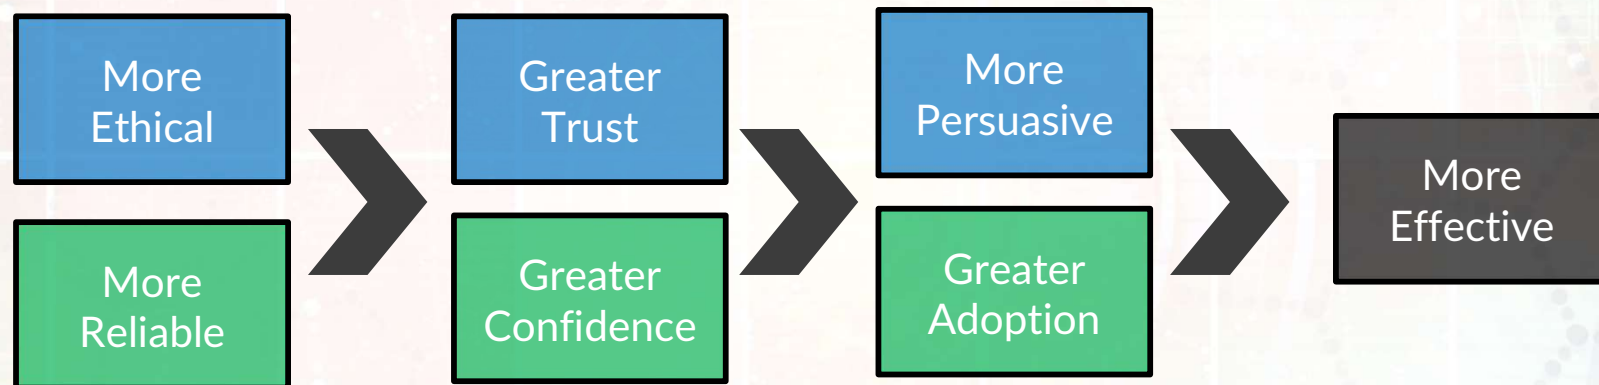 More
Ethical
Greater
Trust
More
Persuasive
More
Reliable
Greater
Confidence
Greater
Adoption
More
Effective